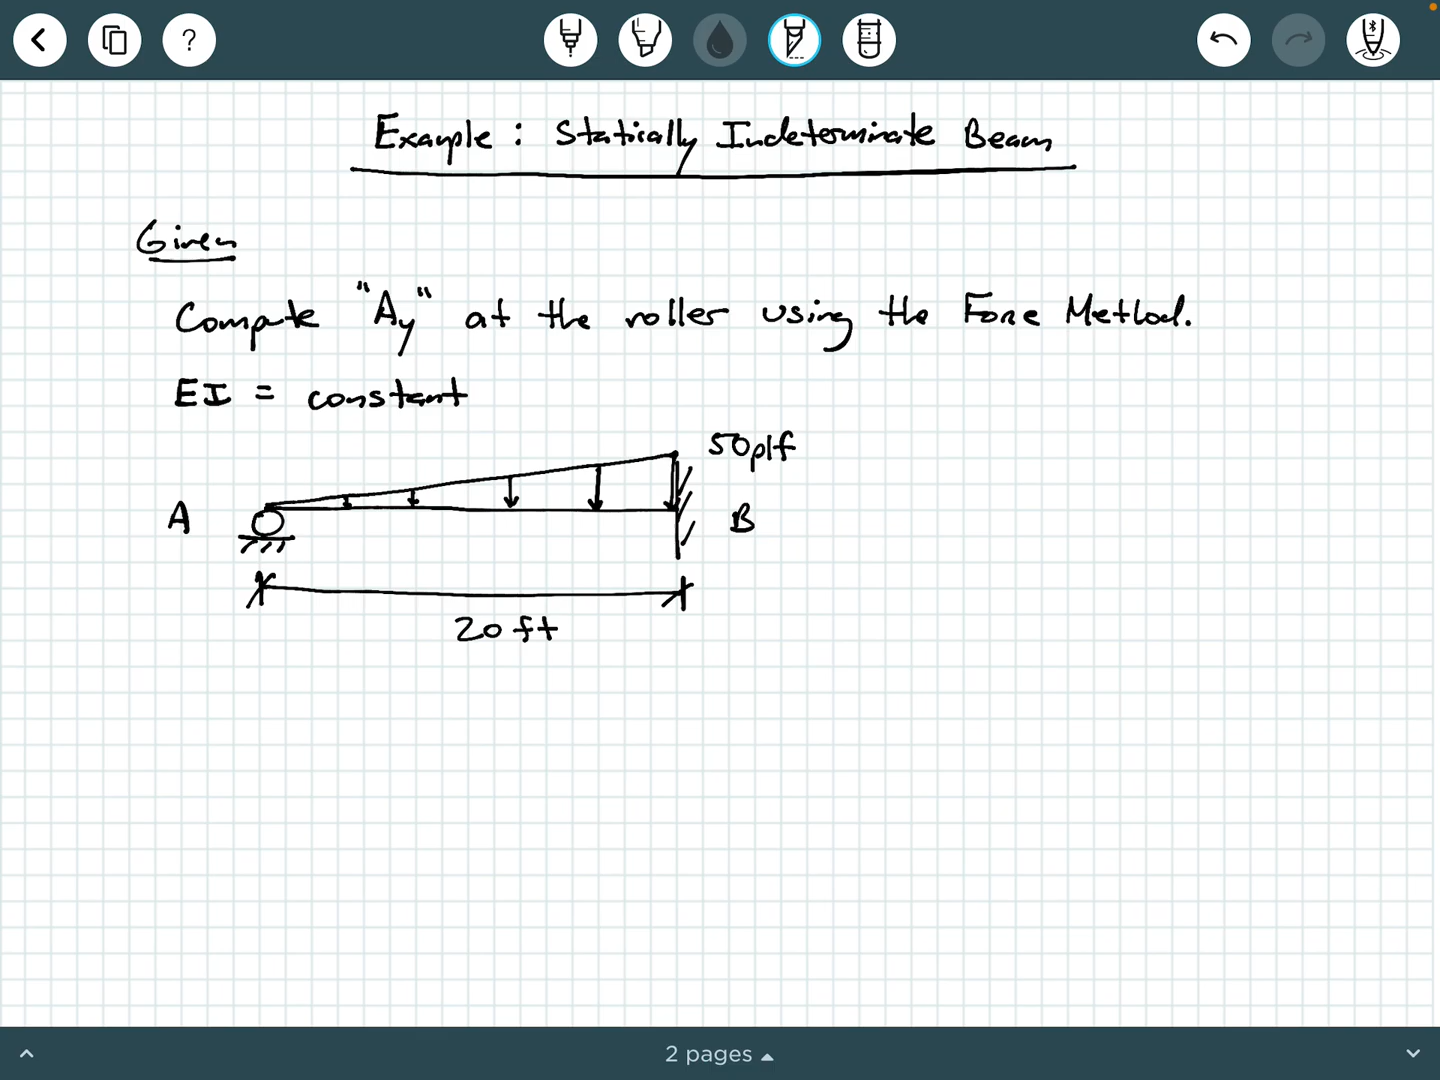 ?
Example : Statically Indeterminate Beam
Given
Compute "Ay" at the roller using the Force Method.
EI = constant
50plf
A
B
20 ft
2 pages